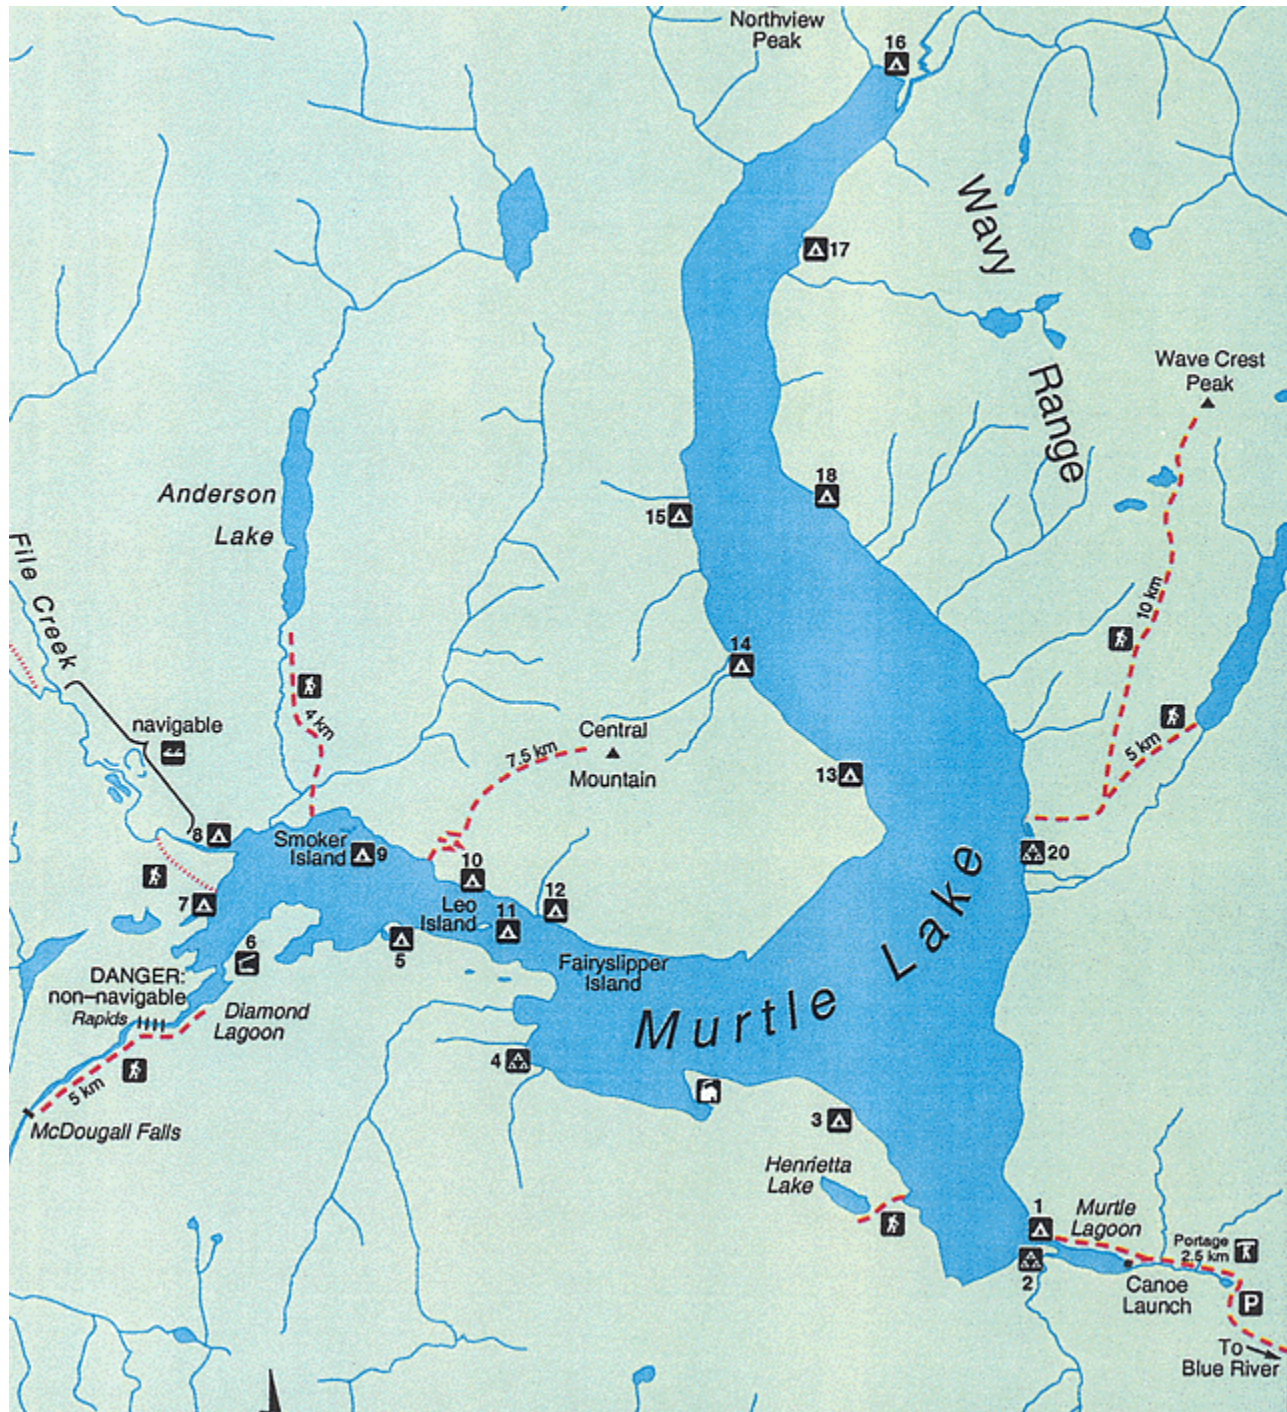 Northview
Peak
16
Wavy
17
Range
Wave Crest
Peak
Anderson
Lake
18
15
File Creek
10 km
14
navigable
4 km
Central
Mountain
7.5 km
5 km
13
8
Smoker
Island
9
10
20
Leo
Island
11
12
7
6
5
Fairyslipper
Island
Murtle Lake
DANGER:
non–navigable
Rapids
Diamond
Lagoon
4
5 km
McDougall Falls
3
Henrietta
Lake
1
Murtle
Lagoon
Portage
2.5 km
2
Canoe
Launch
P
To
Blue River